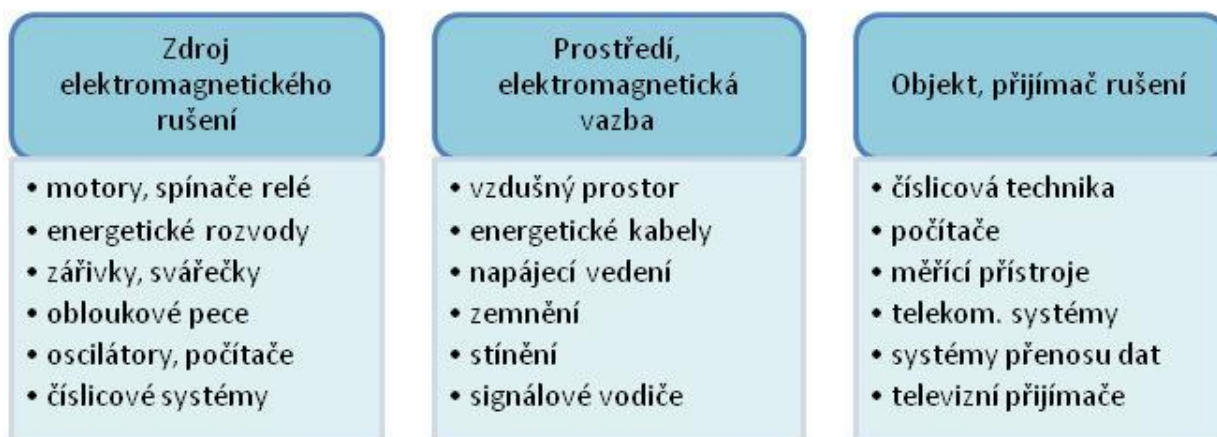 Zdroj
elektromagnetického
rušení
• motory, spínače relé
• energetické rozvody
• zářivky, svářečky
• obloukové pece
• oscilátory, počítače
• číslicové systémy
Prostředí,
elektromagnetická
vazba
• vzdušný prostor
• energetické kabely
• napájecí vedení
• zemnění
• stínění
• signálové vodiče
Objekt, přijímač rušení
• číslicová technika
• počítače
• měřící přístroje
• telekom. systémy
• systémy přenosu dat
• televizní přijímače